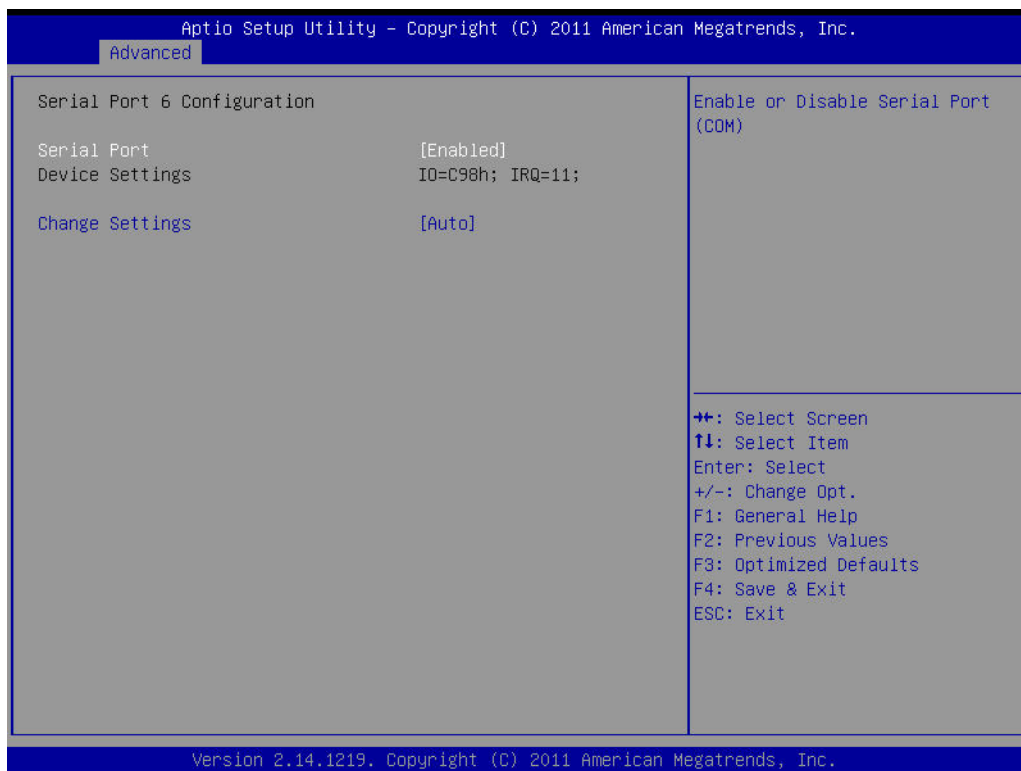 Aptio Setup Utility – Copyright (C) 2011 American Megatrends, Inc.
Advanced
Serial Port 6 Configuration
Serial Port [Enabled]
Device Settings IO=C98h; IRQ=11;
Change Settings [Auto]
Enable or Disable Serial Port
(COM)
→←: Select Screen
↑↓: Select Item
Enter: Select
+/-: Change Opt.
F1: General Help
F2: Previous Values
F3: Optimized Defaults
F4: Save & Exit
ESC: Exit
Version 2.14.1219. Copyright (C) 2011 American Megatrends, Inc.